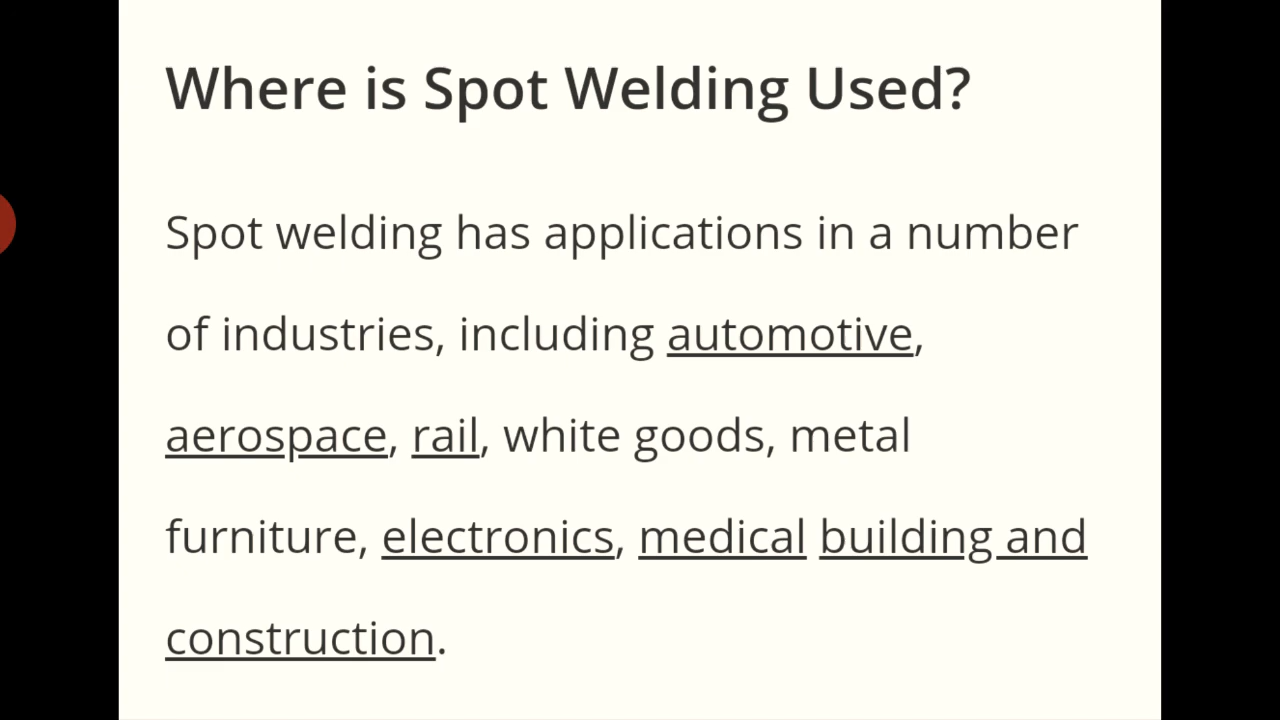 Where is Spot Welding Used?
Spot welding has applications in a number
of industries, including automotive,
aerospace, rail, white goods, metal
furniture, electronics, medical building and
construction.